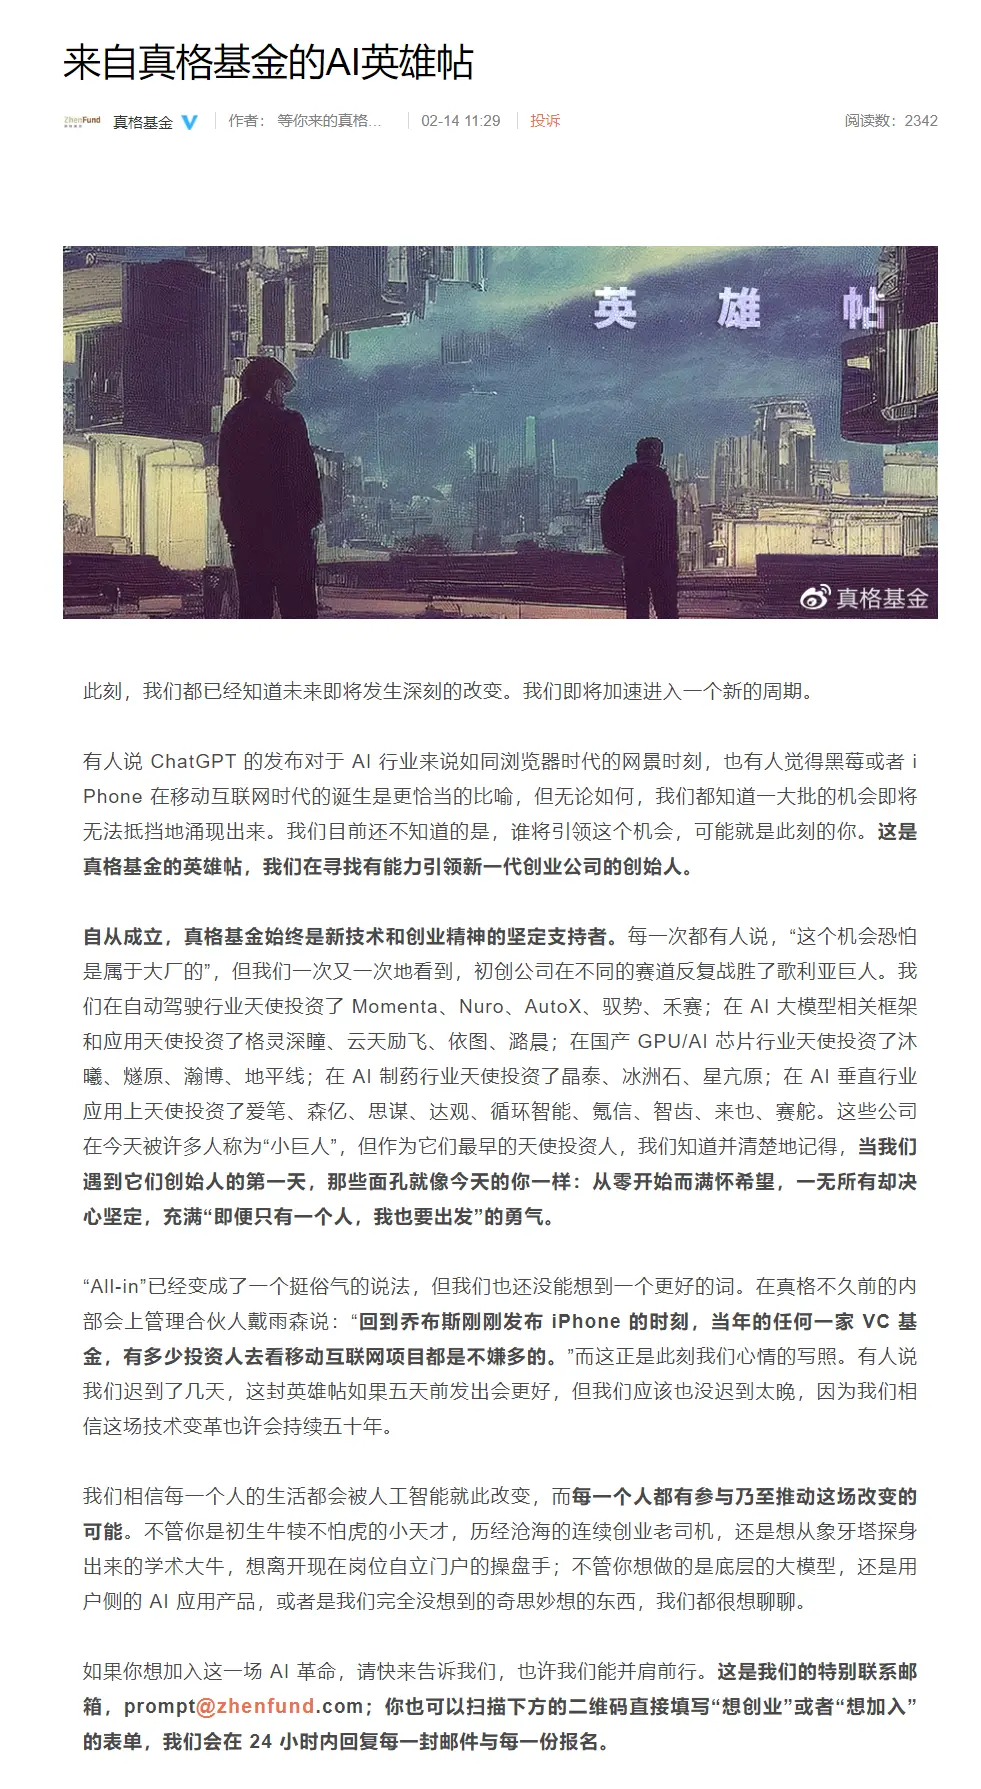 来自真格基金的AI英雄帖
ZhenFund 真格基金 作者： 等你来的真格... 02-14 11:29 投诉 阅读数：2342
英雄帖
真格基金
此刻，我们都已经知道未来即将发生深刻的改变。我们即将加速进入一个新的周期。
有人说 ChatGPT 的发布对于 AI 行业来说如同浏览器时代的网景时刻，也有人觉得黑莓或者 i
Phone 在移动互联网时代的诞生是更恰当的比喻，但无论如何，我们都知道一大批的机会即将
无法抵挡地涌现出来。我们目前还不知道的是，谁将引领这个机会，可能就是此刻的你。这是
真格基金的英雄帖，我们在寻找有能力引领新一代创业公司的创始人。
自从成立，真格基金始终是新技术和创业精神的坚定支持者。每一次都有人说，“这个机会恐怕
是属于大厂的”，但我们一次又一次地看到，初创公司在不同的赛道反复战胜了歌利亚巨人。我
们在自动驾驶行业天使投资了 Momenta、Nuro、AutoX、驭势、禾赛；在 AI 大模型相关框架
和应用天使投资了格灵深瞳、云天励飞、依图、潞晨；在国产 GPU/AI 芯片行业天使投资了沐
曦、燧原、瀚博、地平线；在 AI 制药行业天使投资了晶泰、冰洲石、星亢原；在 AI 垂直行业
应用上天使投资了爱笔、森亿、思谋、达观、循环智能、氪信、智齿、来也、赛舵。这些公司
在今天被许多人称为“小巨人”，但作为它们最早的天使投资人，我们知道并清楚地记得，当我们
遇到它们创始人的第一天，那些面孔就像今天的你一样：从零开始而满怀希望，一无所有却决
心坚定，充满“即便只有一个人，我也要出发”的勇气。
“All-in”已经变成了一个挺俗气的说法，但我们也还没能想到一个更好的词。在真格不久前的内
部会上管理合伙人戴雨森说：“回到乔布斯刚刚发布 iPhone 的时刻，当年的任何一家 VC 基
金，有多少投资人去看移动互联网项目都是不嫌多的。”而这正是此刻我们心情的写照。有人说
我们迟到了几天，这封英雄帖如果五天前发出会更好，但我们应该也没迟到太晚，因为我们相
信这场技术变革也许会持续五十年。
我们相信每一个人的生活都会被人工智能就此改变，而每一个人都有参与乃至推动这场改变的
可能。不管你是初生牛犊不怕虎的小天才，历经沧海的连续创业老司机，还是想从象牙塔探身
出来的学术大牛，想离开现在岗位自立门户的操盘手；不管你想做的是底层的大模型，还是用
户侧的 AI 应用产品，或者是我们完全没想到的奇思妙想的东西，我们都很想聊聊。
如果你想加入这一场 AI 革命，请快来告诉我们，也许我们能并肩前行。这是我们的特别联系邮
箱，prompt@zhenfund.com；你也可以扫描下方的二维码直接填写“想创业”或者“想加入”
的表单，我们会在 24 小时内回复每一封邮件与每一份报名。